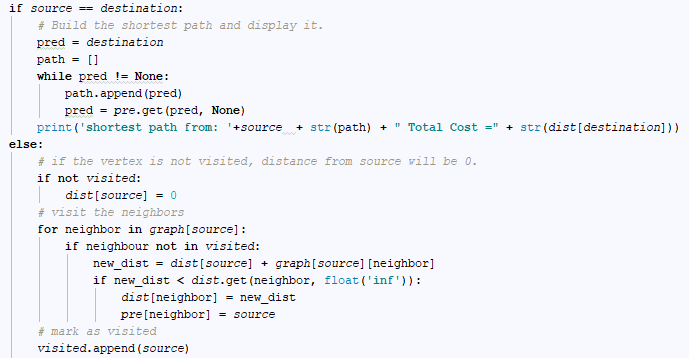 if source == destination:
# Build the shortest path and display it.
pred = destination
path = []
while pred != None:
path.append(pred)
pred = pre.get(pred, None)
print('shortest path from: '+source + str(path) + " Total Cost =" + str(dist[destination]))
else:
# if the vertex is not visited, distance from source will be 0.
if not visited:
dist[source] = 0
# visit the neighbors
for neighbor in graph[source]:
if neighbour not in visited:
new_dist = dist[source] + graph[source][neighbor]
if new_dist < dist.get(neighbor, float('inf')):
dist[neighbor] = new_dist
pre[neighbor] = source
# mark as visited
visited.append(source)